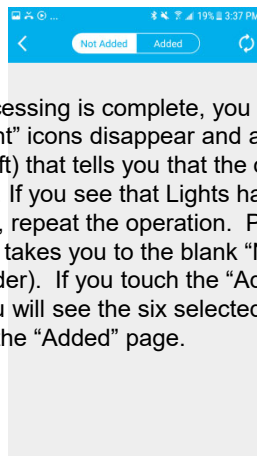 19% 3:37 PM
Not Added Added
cessing is complete, you
nt” icons disappear and a
ft) that tells you that the
If you see that Lights ha
, repeat the operation. P
takes you to the blank “N
der). If you touch the “Ad
u will see the six selected
the “Added” page.